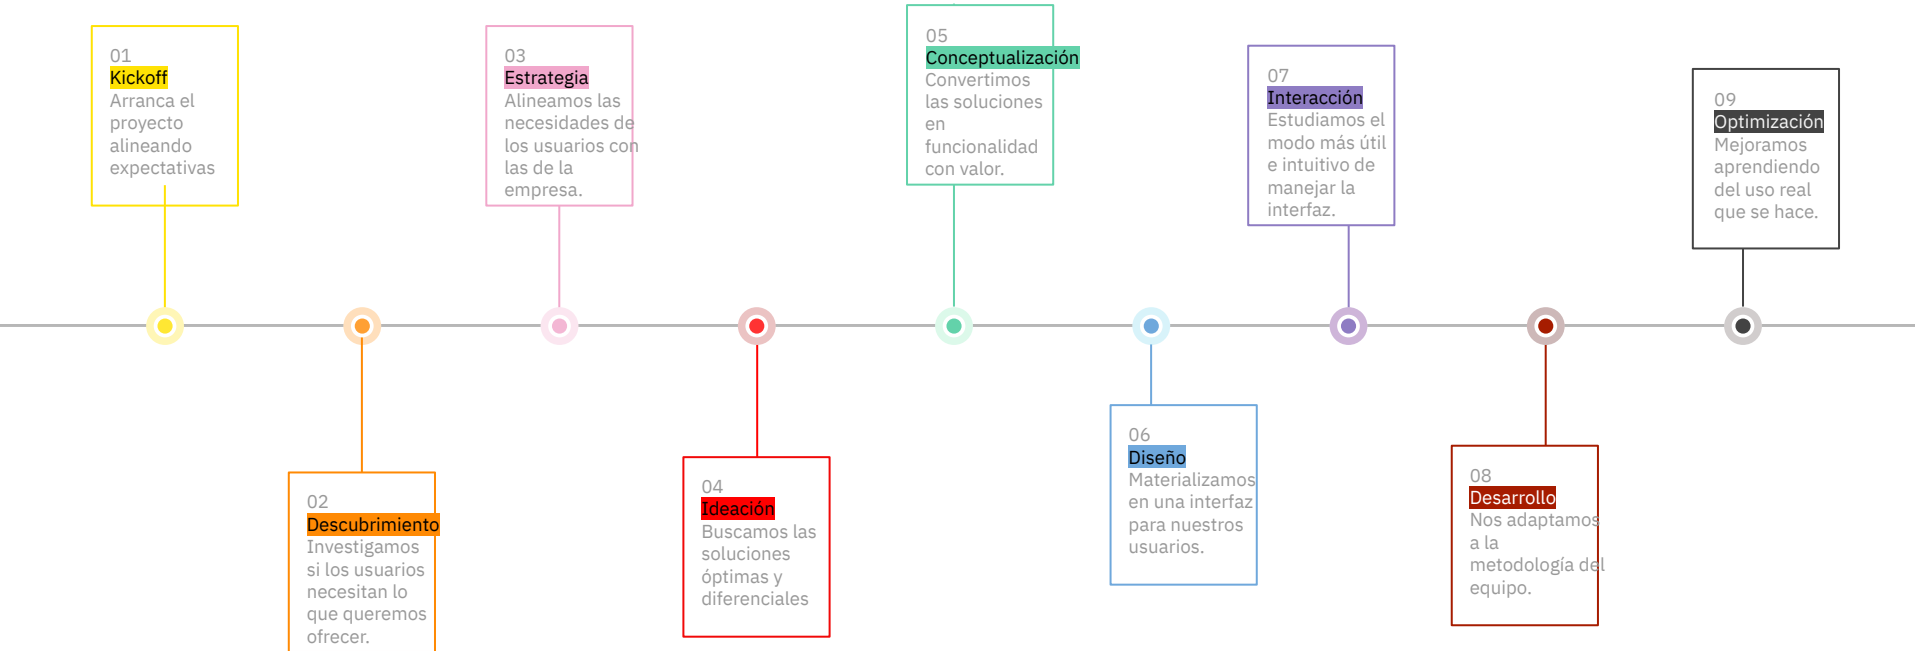 01
Kickoff
Arranca el
proyecto
alineando
expectativas
02
Descubrimiento
Investigamos
si los usuarios
necesitan lo
que queremos
ofrecer.
03
Estrategia
Alineamos las
necesidades de
los usuarios con
las de la
empresa.
04
Ideación
Buscamos las
soluciones
óptimas y
diferenciales
05
Conceptualización
Convertimos
las soluciones
en
funcionalidad
con valor.
06
Diseño
Materializamos
en una interfaz
para nuestros
usuarios.
07
Interacción
Estudiamos el
modo más útil
e intuitivo de
manejar la
interfaz.
08
Desarrollo
Nos adaptamos
a la
metodología del
equipo.
09
Optimización
Mejoramos
aprendiendo
del uso real
que se hace.